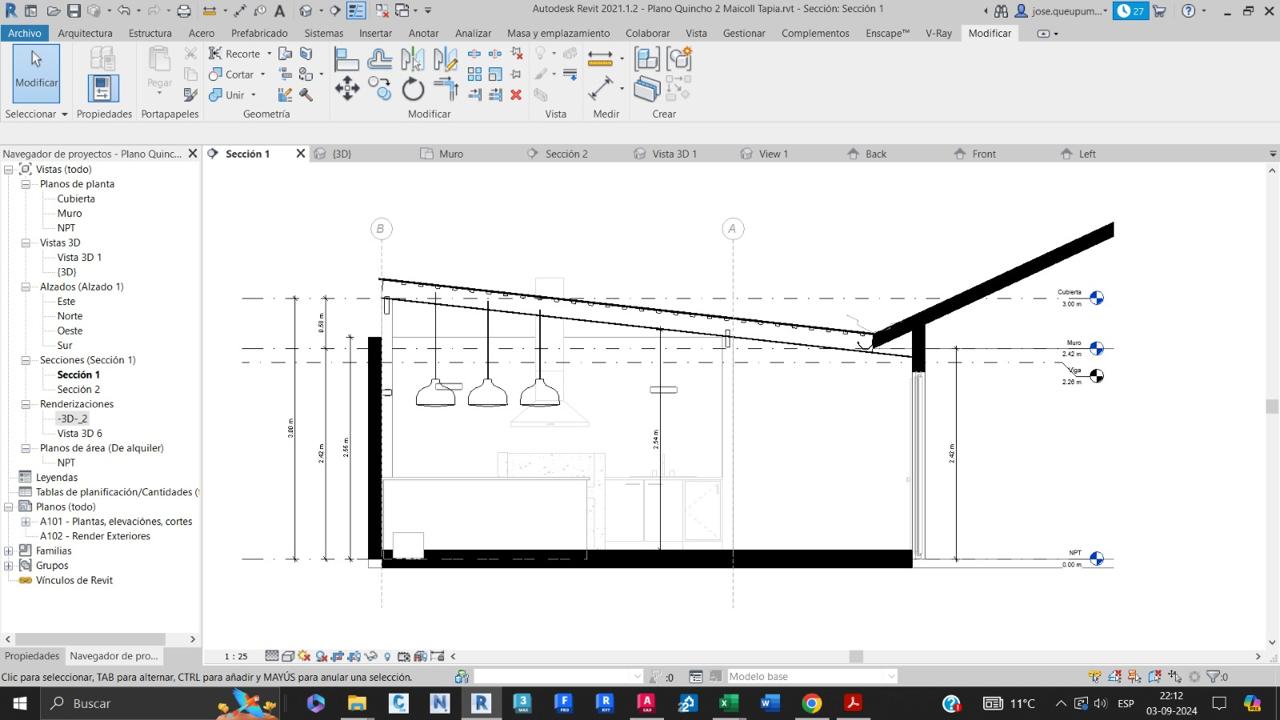 Autodesk Revit 2021.1.2 - Plano Quincho 2 Maicoll Tapia.rvt - Sección: Sección 1
jose.queupum...
27
Archivo Arquitectura Estructura Acero Prefabricado Sistemas Insertar Anotar Analizar Masa y emplazamiento Colaborar Vista Gestionar Complementos Enscape™ V-Ray Modificar
Modificar
Pegar
Recorte
Cortar
Unir
Seleccionar Propiedades Portapapeles Geometría Modificar Vista Medir Crear
Navegador de proyectos - Plano Quinc...
Sección 1 {3D} Muro Sección 2 Vista 3D 1 View 1 Back Front Left
Vistas (todo)
Planos de planta
Cubierta
Muro
NPT
Vistas 3D
Vista 3D 1
{3D}
Alzados (Alzado 1)
Este
Norte
Oeste
Sur
Secciones (Sección 1)
Sección 1
Sección 2
Renderizaciones
-3D-_2
Vista 3D 6
Planos de área (De alquiler)
NPT
Leyendas
Tablas de planificación/Cantidades (
Planos (todo)
A101 - Plantas, elevaciónes, cortes
A102 - Render Exteriores
Familias
Grupos
Vínculos de Revit
B
A
Cubierta
3.00 m
Muro
2.42 m
Viga
2.26 m
NPT
0.00 m
3.00 m
2.42 m
2.55 m
2.54 m
2.42 m
Propiedades Navegador de pro...
1 : 25
Clic para seleccionar, TAB para alternar, CTRL para añadir y MAYÚS para anular una selección.
:0
Modelo base
:0
Buscar
11°C
ESP
22:12
03-09-2024